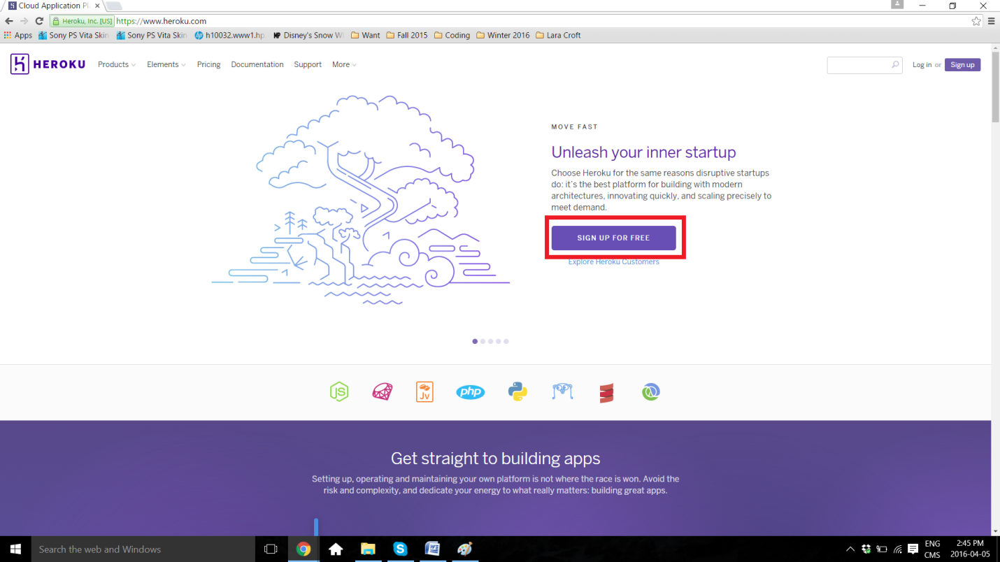 Cloud Application Pl
Heroku, Inc. [US] https://www.heroku.com
Apps Sony PS Vita Skin Sony PS Vita Skin h10032.www1.hp Disney's Snow W Want Fall 2015 Coding Winter 2016 Lara Croft
HEROKU Products Elements Pricing Documentation Support More Log in or Sign up
MOVE FAST
Unleash your inner startup
Choose Heroku for the same reasons disruptive startups
do: it's the best platform for building with modern
architectures, innovating quickly, and scaling precisely to
meet demand.
SIGN UP FOR FREE
Explore Heroku Customers
JS Jv php
Get straight to building apps
Setting up, operating and maintaining your own platform is not where the race is won. Avoid the
risk and complexity, and dedicate your energy to what really matters: building great apps.
Search the web and Windows
ENG 2:45 PM
CMS 2016-04-05